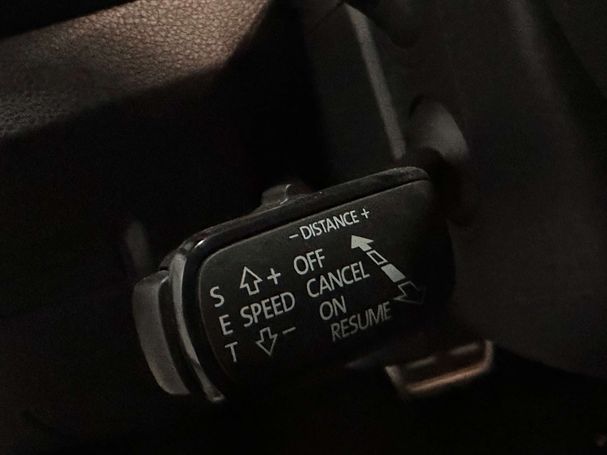 − DISTANCE +
S E T
+ SPEED −
OFF
CANCEL
ON
RESUME